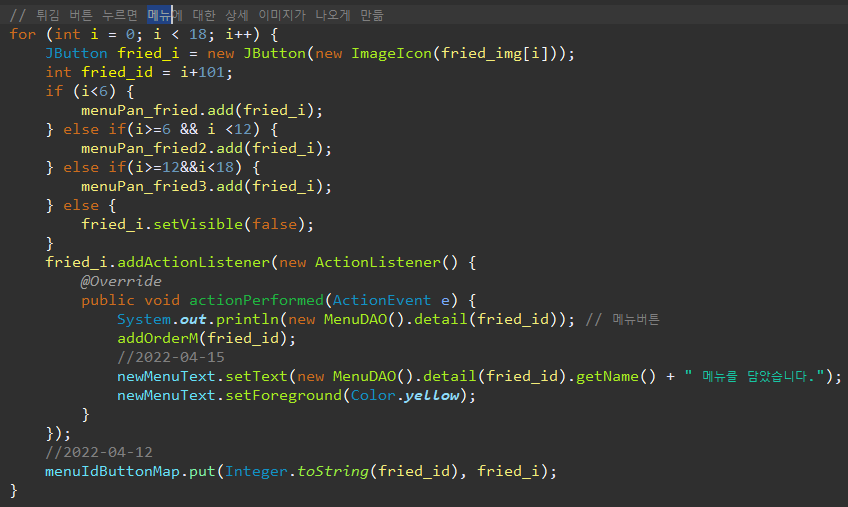 // 튀김 버튼 누르면 메뉴에 대한 상세 이미지가 나오게 만듦
for (int i = 0; i < 18; i++) {
JButton fried_i = new JButton(new ImageIcon(fried_img[i]));
int fried_id = i+101;
if (i<6) {
menuPan_fried.add(fried_i);
} else if(i>=6 && i <12) {
menuPan_fried2.add(fried_i);
} else if(i>=12&&i<18) {
menuPan_fried3.add(fried_i);
} else {
fried_i.setVisible(false);
}
fried_i.addActionListener(new ActionListener() {
@Override
public void actionPerformed(ActionEvent e) {
System.out.println(new MenuDAO().detail(fried_id)); // 메뉴버튼
addOrderM(fried_id);
//2022-04-15
newMenuText.setText(new MenuDAO().detail(fried_id).getName() + " 메뉴를 담았습니다.");
newMenuText.setForeground(Color.yellow);
}
});
//2022-04-12
menuIdButtonMap.put(Integer.toString(fried_id), fried_i);
}